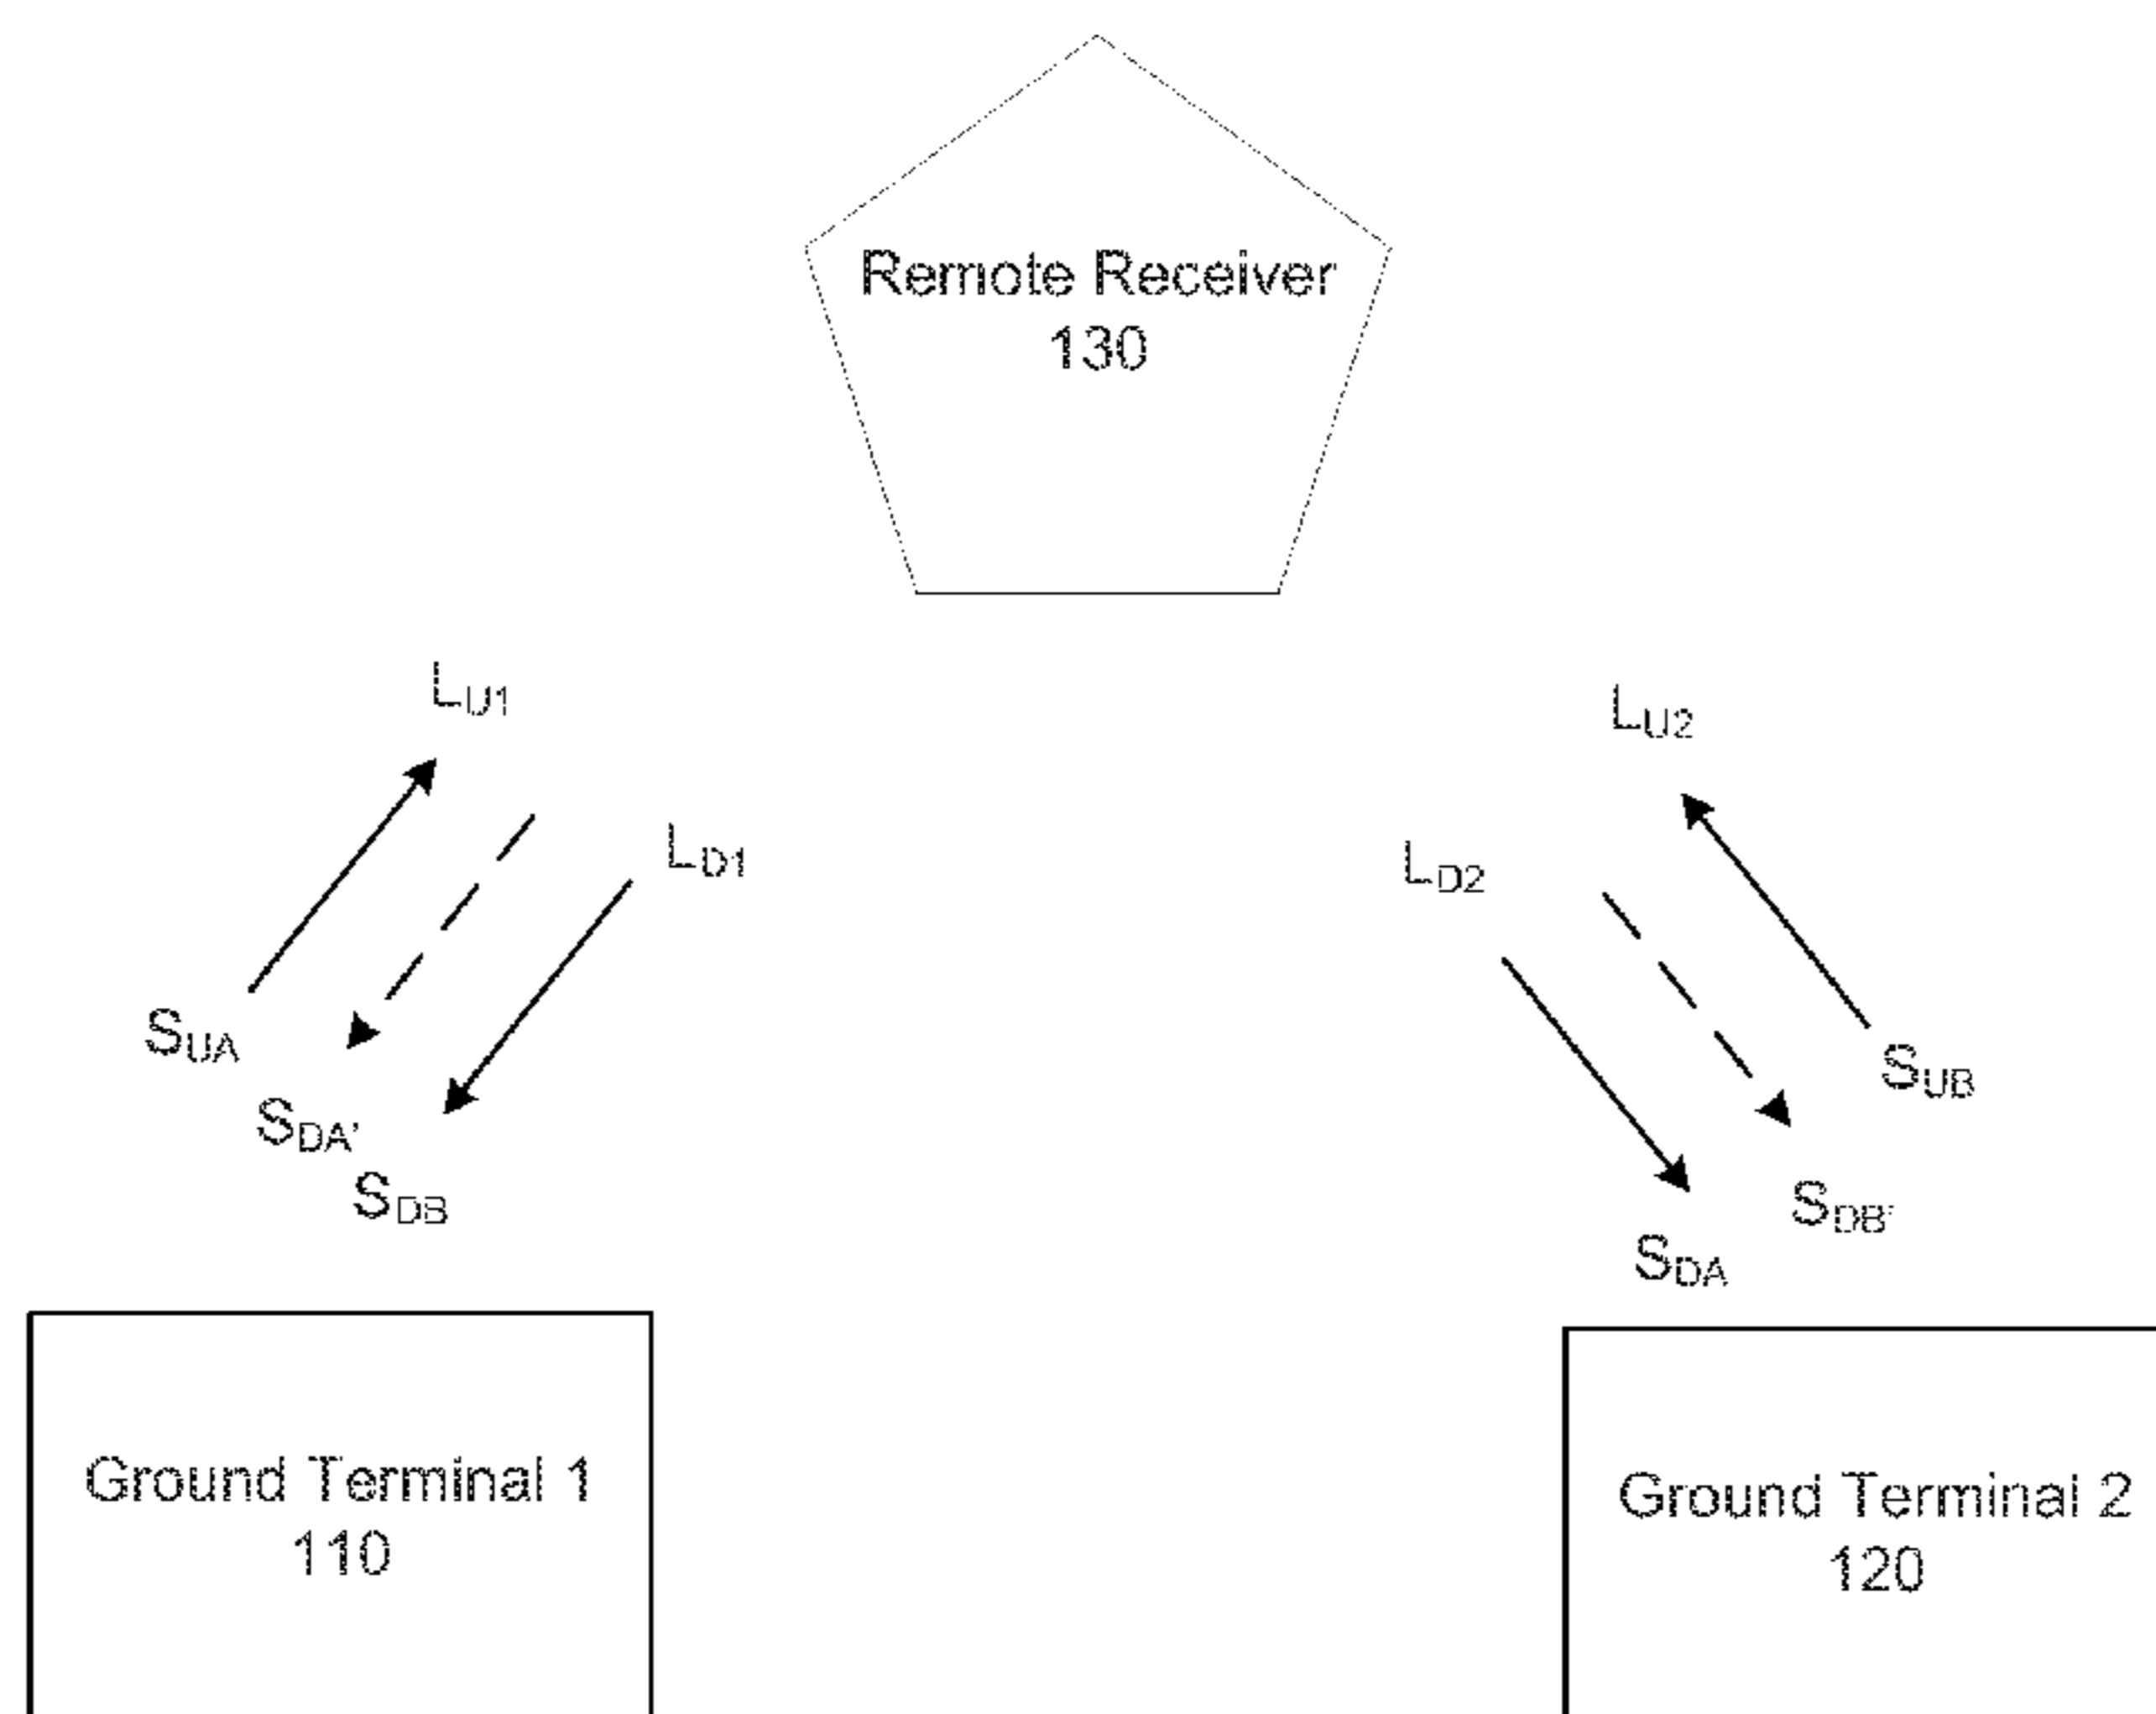 Remote Receiver
130
LU1
LU2
LD1
LD2
SUA
SUB
SDA'
SDB
SDB'
SDA
Ground Terminal 1
110
Ground Terminal 2
120